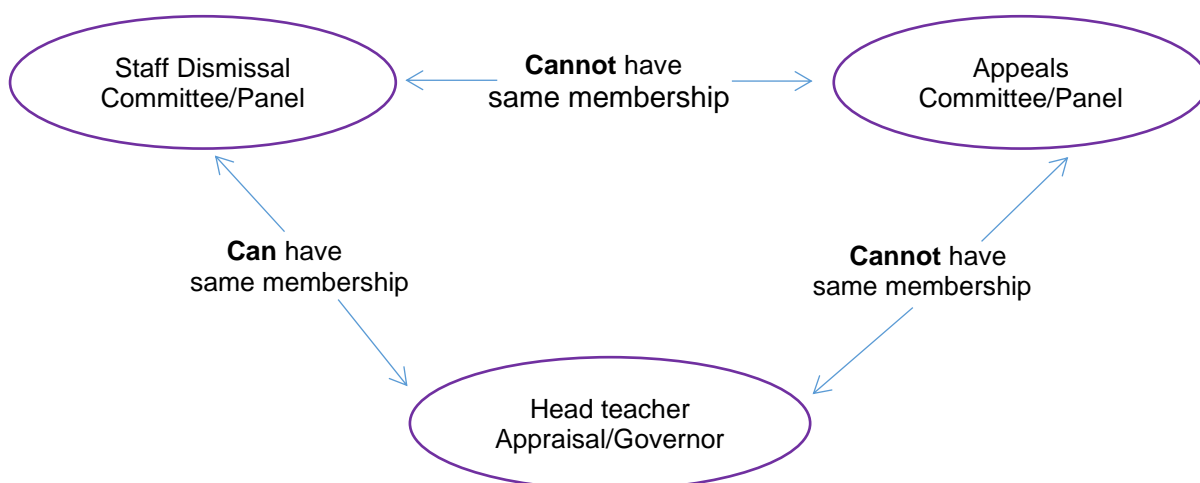 Staff Dismissal
Committee/Panel
Cannot have
same membership
Appeals
Committee/Panel
Can have
same membership
Cannot have
same membership
Head teacher
Appraisal/Governor